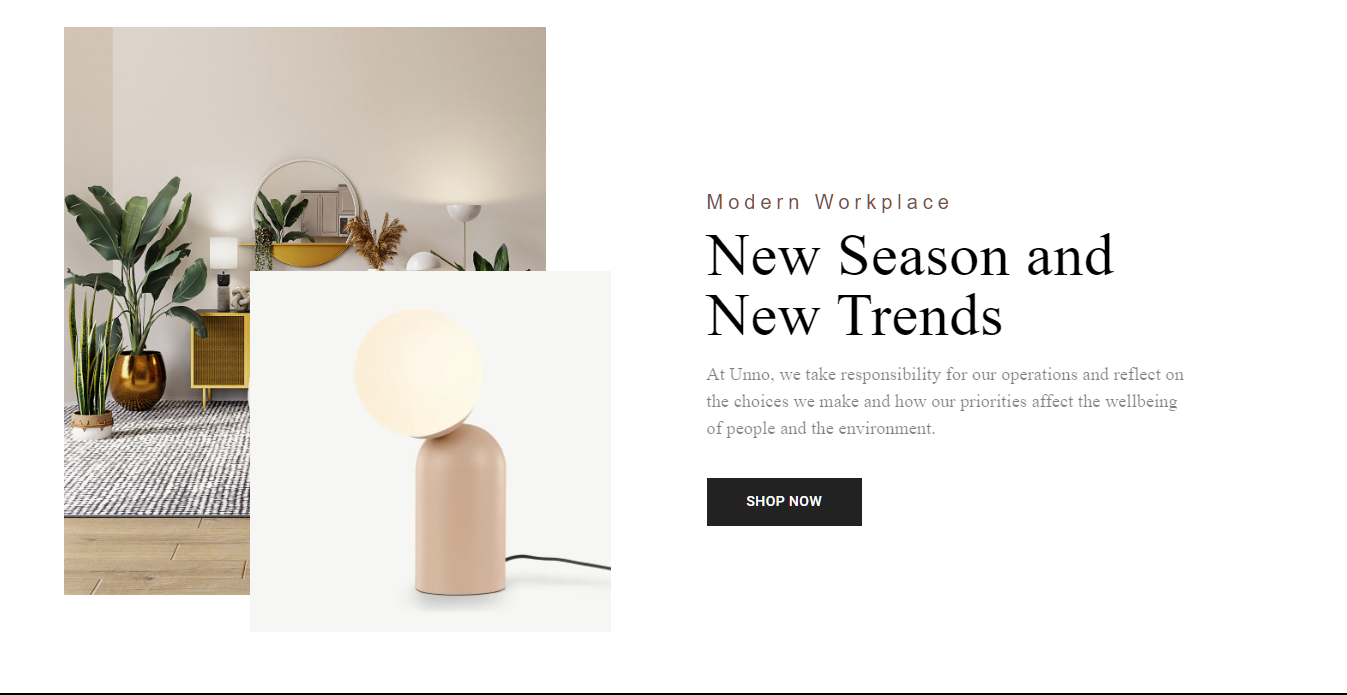 Modern Workplace
New Season and
New Trends
At Unno, we take responsibility for our operations and reflect on
the choices we make and how our priorities affect the wellbeing
of people and the environment.
SHOP NOW